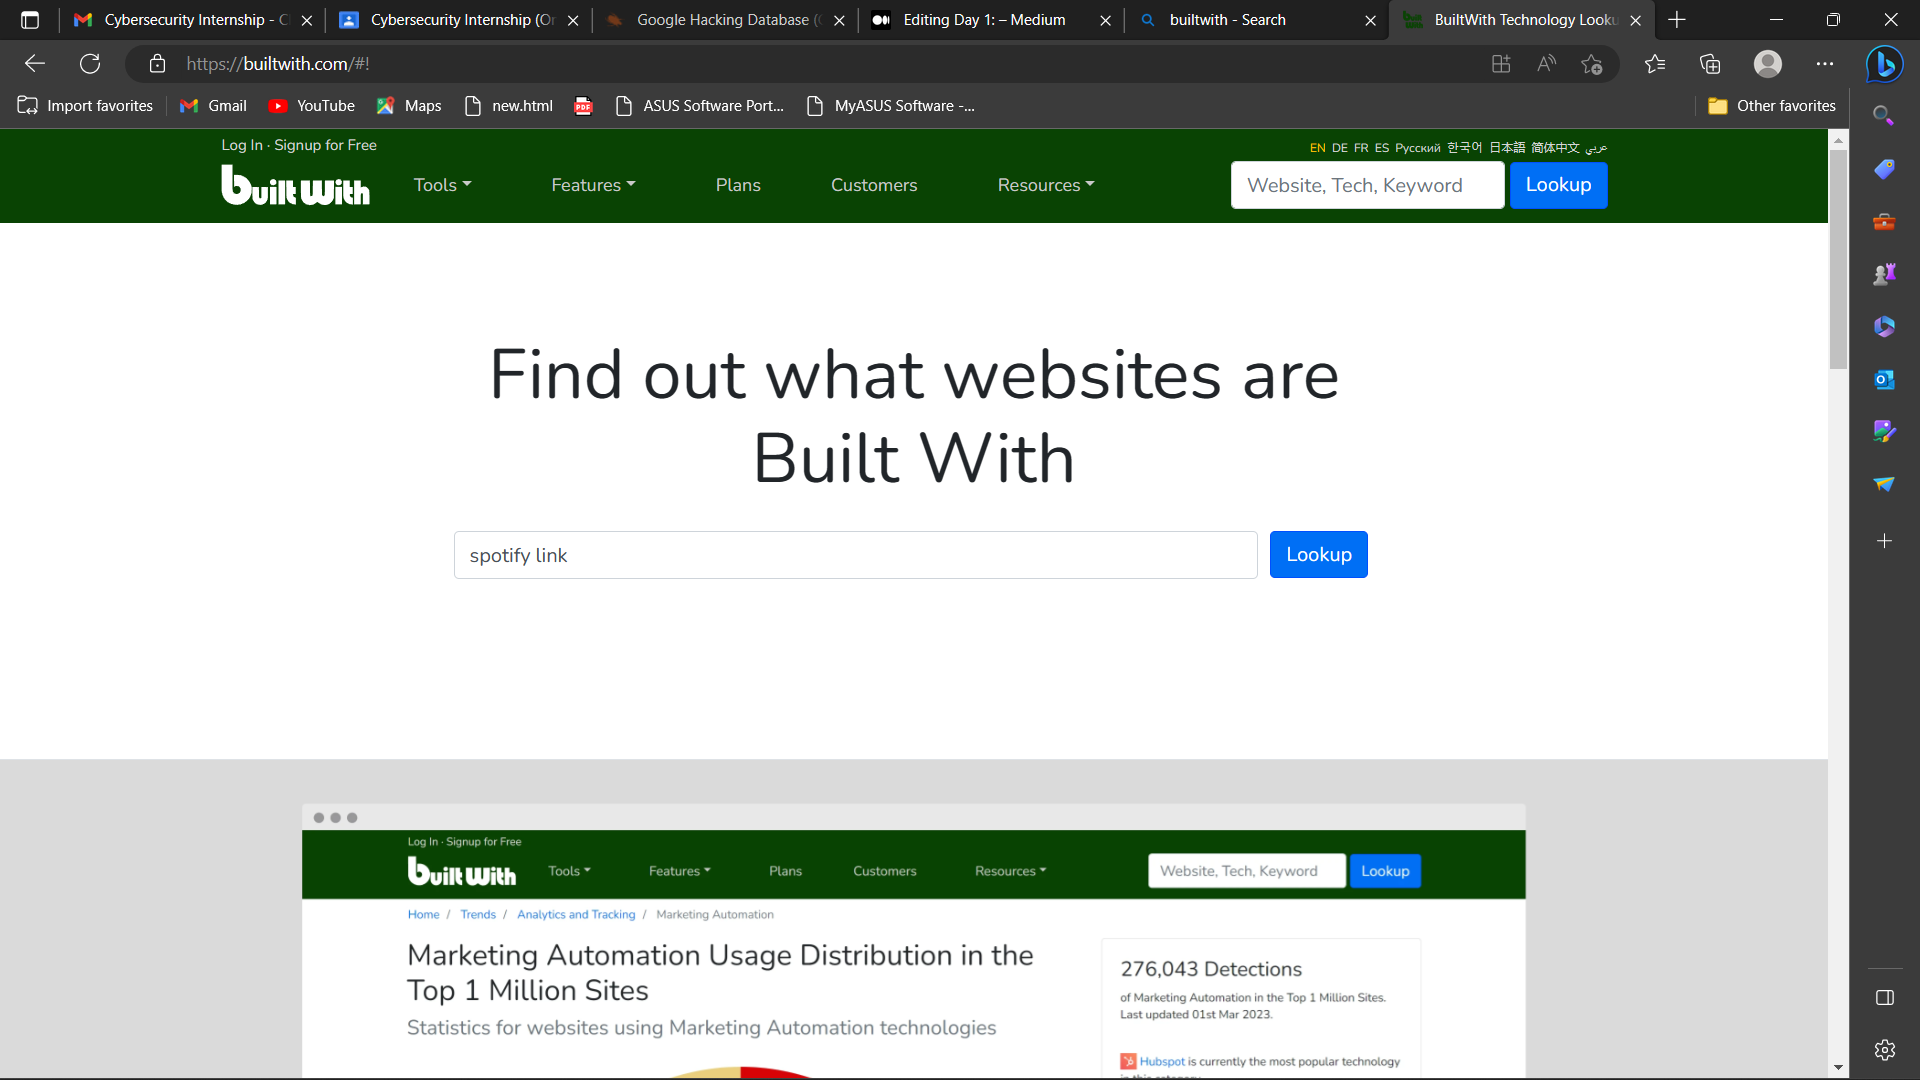 Cybersecurity Internship - C
Cybersecurity Internship (Or
Google Hacking Database (
Editing Day 1: – Medium
builtwith - Search
BuiltWith Technology Looku
https://builtwith.com/#!
Import favorites
Gmail
YouTube
Maps
new.html
PDF
ASUS Software Port...
MyASUS Software -...
Other favorites
Log In · Signup for Free
EN DE FR ES Русский 한국어 日本語 简体中文 عربي
built With
Tools
Features
Plans
Customers
Resources
Website, Tech, Keyword
Lookup
Find out what websites are
Built With
spotify link
Lookup
Log In · Signup for Free
built With
Tools
Features
Plans
Customers
Resources
Website, Tech, Keyword
Lookup
Home / Trends / Analytics and Tracking / Marketing Automation
Marketing Automation Usage Distribution in the
Top 1 Million Sites
Statistics for websites using Marketing Automation technologies
276,043 Detections
of Marketing Automation in the Top 1 Million Sites.
Last updated 01st Mar 2023.
Hubspot is currently the most popular technology